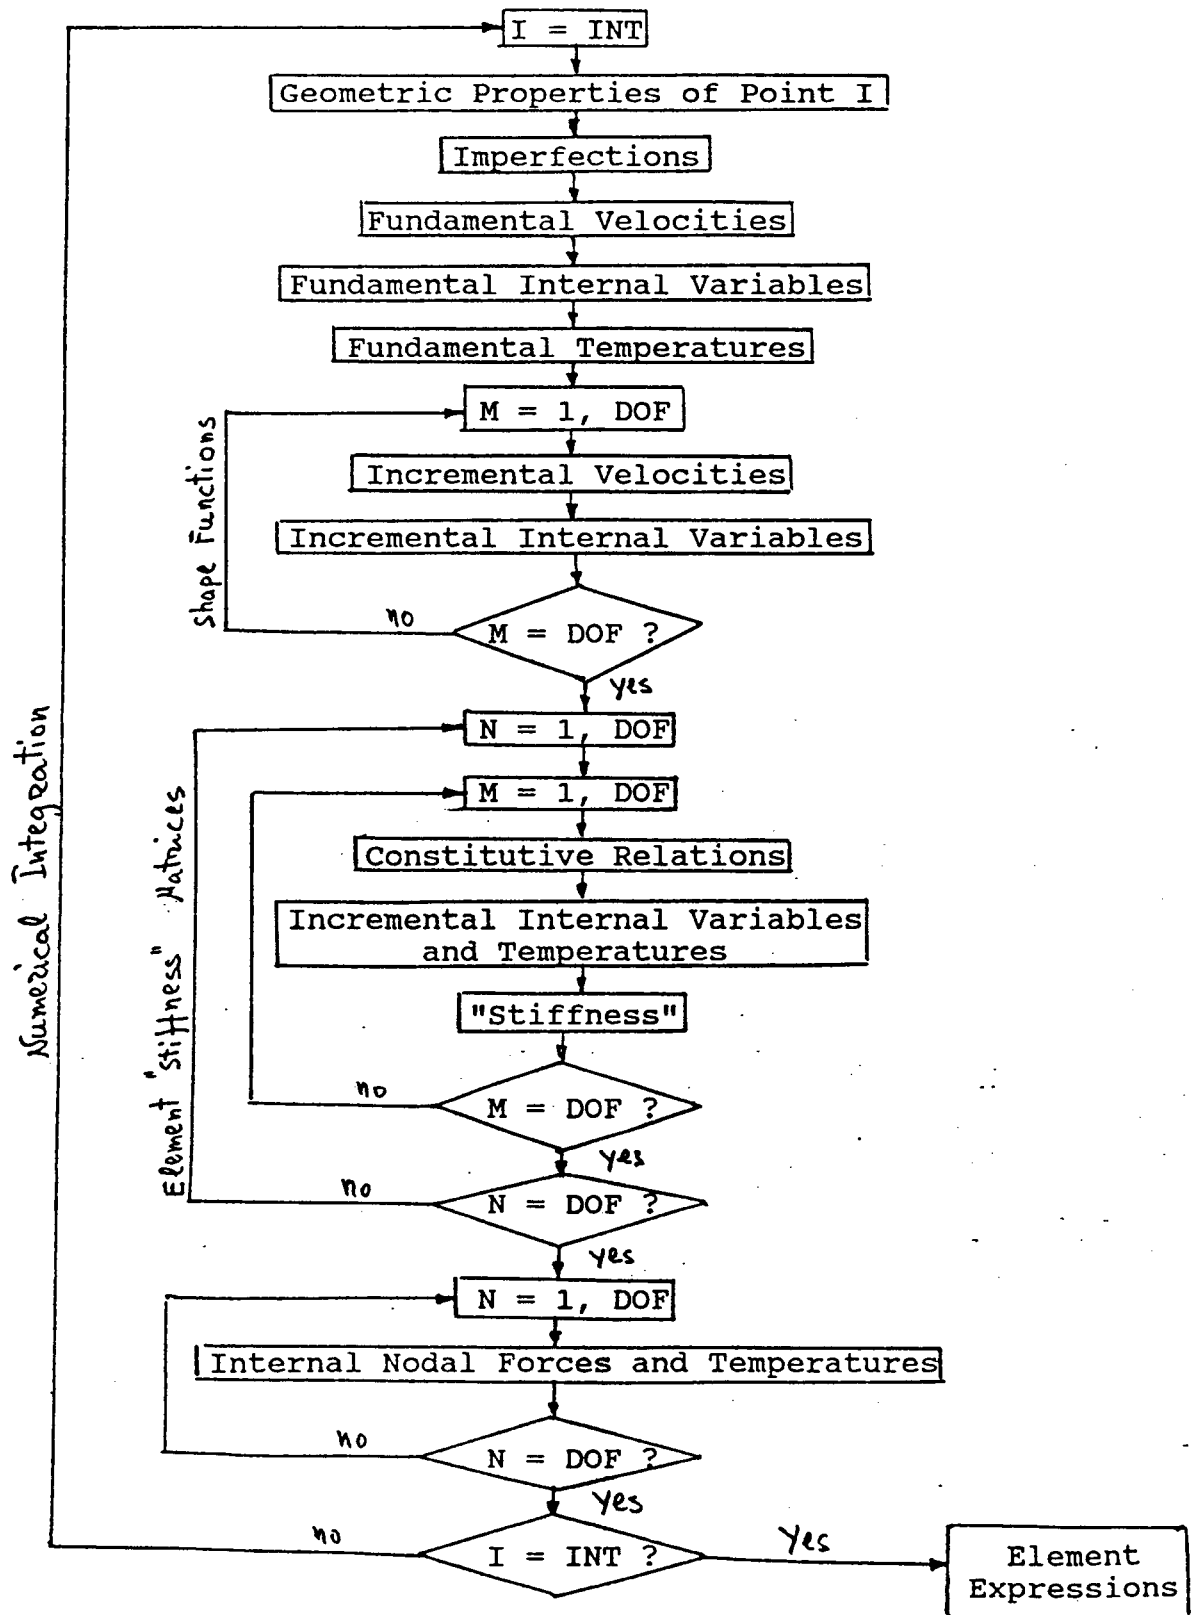 I = INT
Geometric Properties of Point I
Imperfections
Fundamental Velocities
Fundamental Internal Variables
Fundamental Temperatures
M = 1, DOF
Incremental Velocities
Incremental Internal Variables
M = DOF ?
no
yes
Shape Functions
N = 1, DOF
M = 1, DOF
Constitutive Relations
Incremental Internal Variables
and Temperatures
"Stiffness"
M = DOF ?
no
yes
N = DOF ?
no
yes
Element "Stiffness" Matrices
N = 1, DOF
Internal Nodal Forces and Temperatures
N = DOF ?
no
yes
I = INT ?
no
Yes
Numerical Integration
Element
Expressions